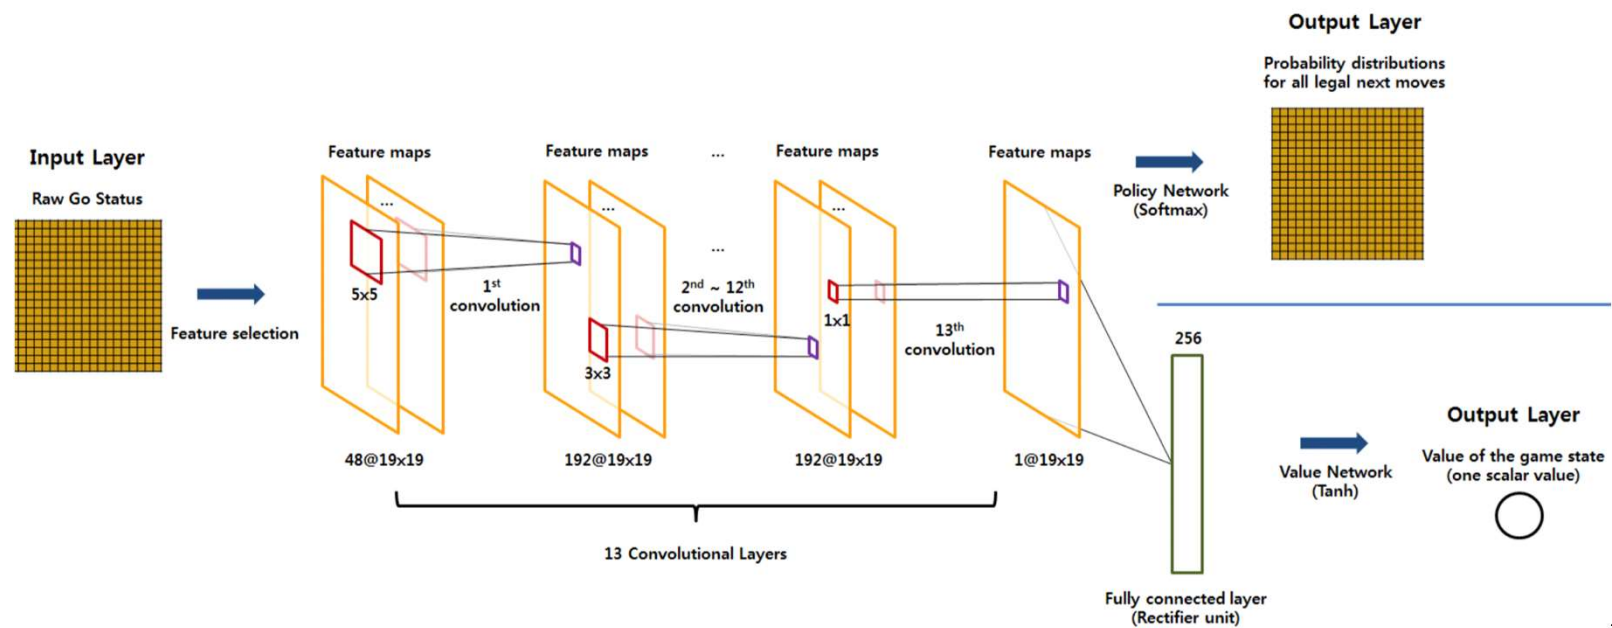 Input Layer
Raw Go Status
Feature selection
Feature maps
...
5x5
48@19x19
1st
convolution
Feature maps
...
3x3
192@19x19
...
...
2nd ~ 12th
convolution
Feature maps
...
1x1
192@19x19
13th
convolution
Feature maps
1@19x19
13 Convolutional Layers
Policy Network
(Softmax)
Output Layer
Probability distributions
for all legal next moves
256
Fully connected layer
(Rectifier unit)
Value Network
(Tanh)
Output Layer
Value of the game state
(one scalar value)